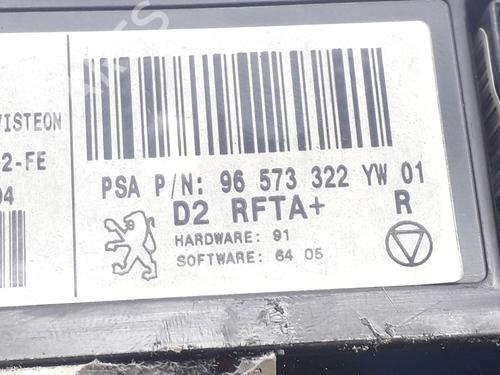 VISTEON
2-FE
04
PSA P/N: 96 573 322 YW 01
D2 RFTA+ R
HARDWARE: 91
SOFTWARE: 64 05